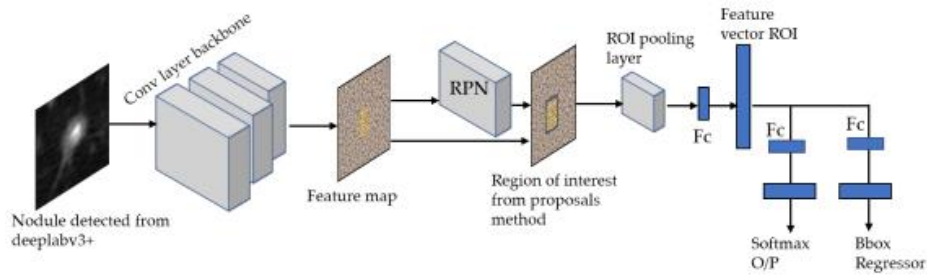 Conv layer backbone
Nodule detected from
deeplabv3+
Feature map
RPN
Region of interest
from proposals
method
ROI pooling
layer
Fc
Feature
vector ROI
Fc
Fc
Softmax
O/P
Bbox
Regressor